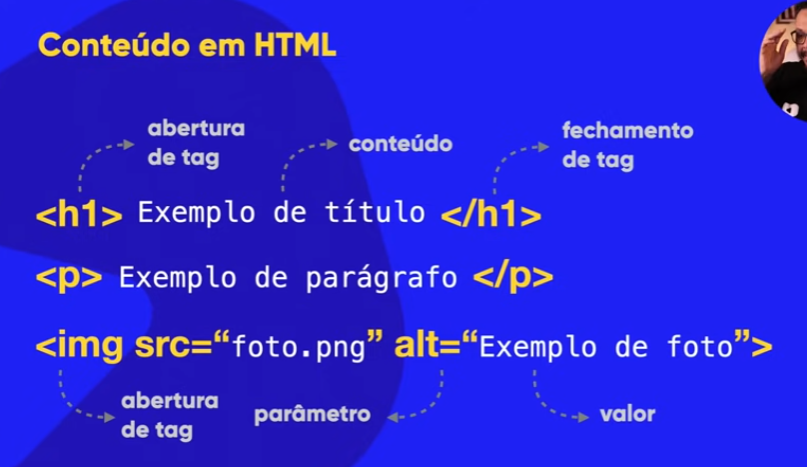 Conteúdo em HTML
abertura
de tag
conteúdo
fechamento
de tag
<h1> Exemplo de título </h1>
<p> Exemplo de parágrafo </p>
<img src=“foto.png” alt=“Exemplo de foto”>
abertura
de tag
parâmetro
valor